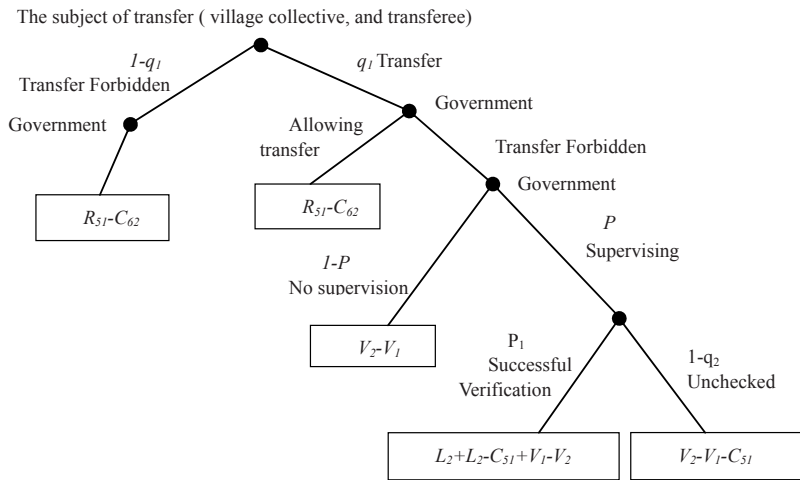 The subject of transfer ( village collective, and transferee)
1-q₁
Transfer Forbidden
q₁ Transfer
Government
Government
Allowing
transfer
Transfer Forbidden
Government
R₅₁-C₆₂
R₅₁-C₆₂
P
Supervising
1-P
No supervision
V₂-V₁
P₁
Successful
Verification
1-q₂
Unchecked
L₂+L₂-C₅₁+V₁-V₂
V₂-V₁-C₅₁